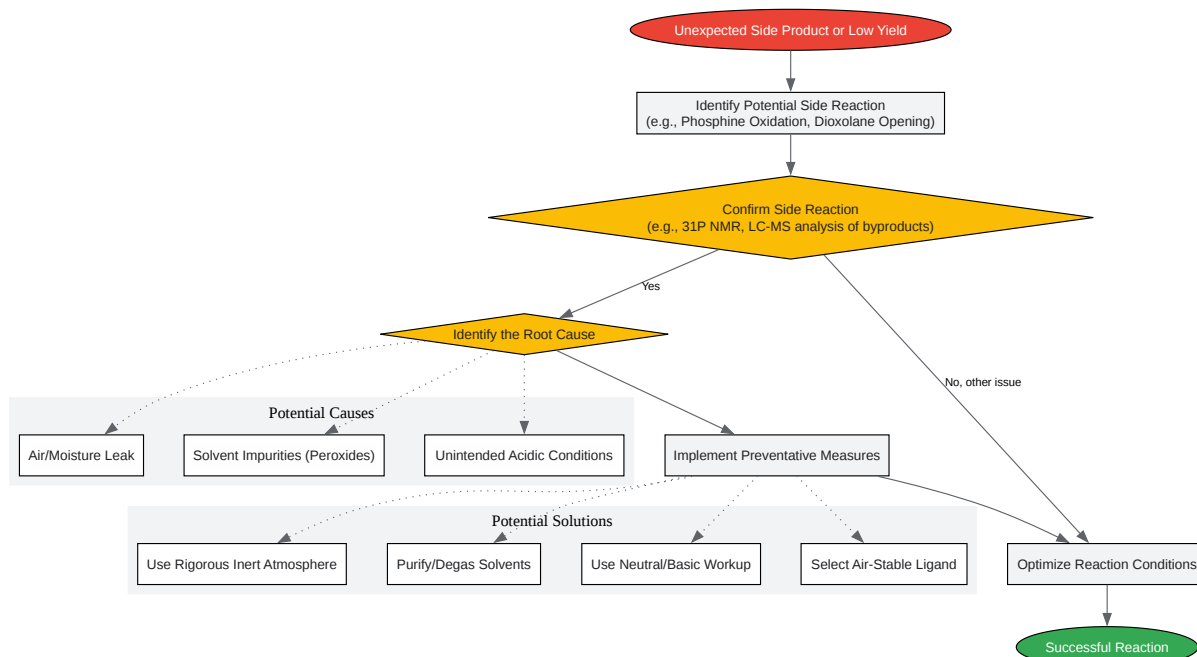 Unexpected Side Product or Low Yield
Identify Potential Side Reaction
(e.g., Phosphine Oxidation, Dioxolane Opening)
Confirm Side Reaction
(e.g., 31P NMR, LC-MS analysis of byproducts)
Yes
Identify the Root Cause
No, other issue
Potential Causes
Air/Moisture Leak
Solvent Impurities (Peroxides)
Unintended Acidic Conditions
Implement Preventative Measures
Potential Solutions
Use Rigorous Inert Atmosphere
Purify/Degas Solvents
Use Neutral/Basic Workup
Select Air-Stable Ligand
Optimize Reaction Conditions
Successful Reaction